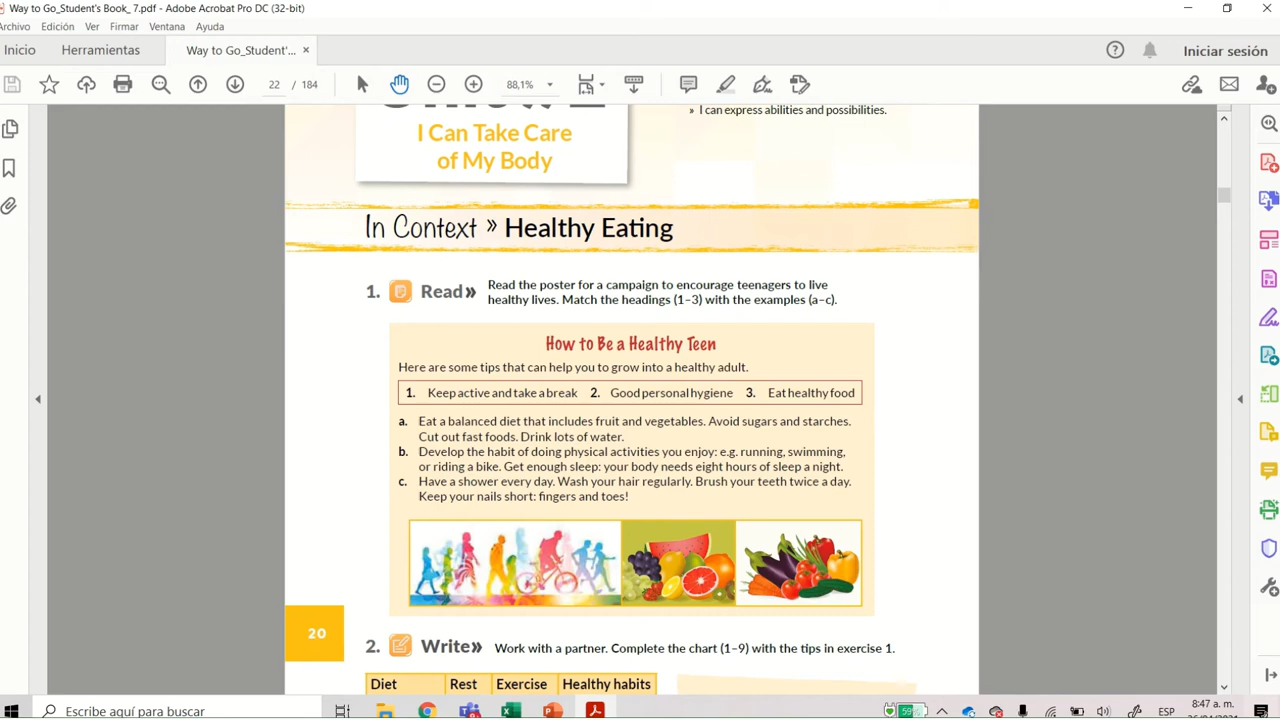 Way to Go_Student's Book_ 7.pdf - Adobe Acrobat Pro DC (32-bit)
Archivo Edición Ver Firmar Ventana Ayuda
Inicio Herramientas Way to Go_Student'... × Iniciar sesión
22 / 184 88,1%
» I can express abilities and possibilities.
I Can Take Care
of My Body
In Context » Healthy Eating
1. Read» Read the poster for a campaign to encourage teenagers to live
healthy lives. Match the headings (1–3) with the examples (a–c).
How to Be a Healthy Teen
Here are some tips that can help you to grow into a healthy adult.
1. Keep active and take a break 2. Good personal hygiene 3. Eat healthy food
a. Eat a balanced diet that includes fruit and vegetables. Avoid sugars and starches.
Cut out fast foods. Drink lots of water.
b. Develop the habit of doing physical activities you enjoy: e.g. running, swimming,
or riding a bike. Get enough sleep: your body needs eight hours of sleep a night.
c. Have a shower every day. Wash your hair regularly. Brush your teeth twice a day.
Keep your nails short: fingers and toes!
20
2. Write» Work with a partner. Complete the chart (1–9) with the tips in exercise 1.
Diet Rest Exercise Healthy habits
Escribe aquí para buscar
59% ESP 8:47 a. m.